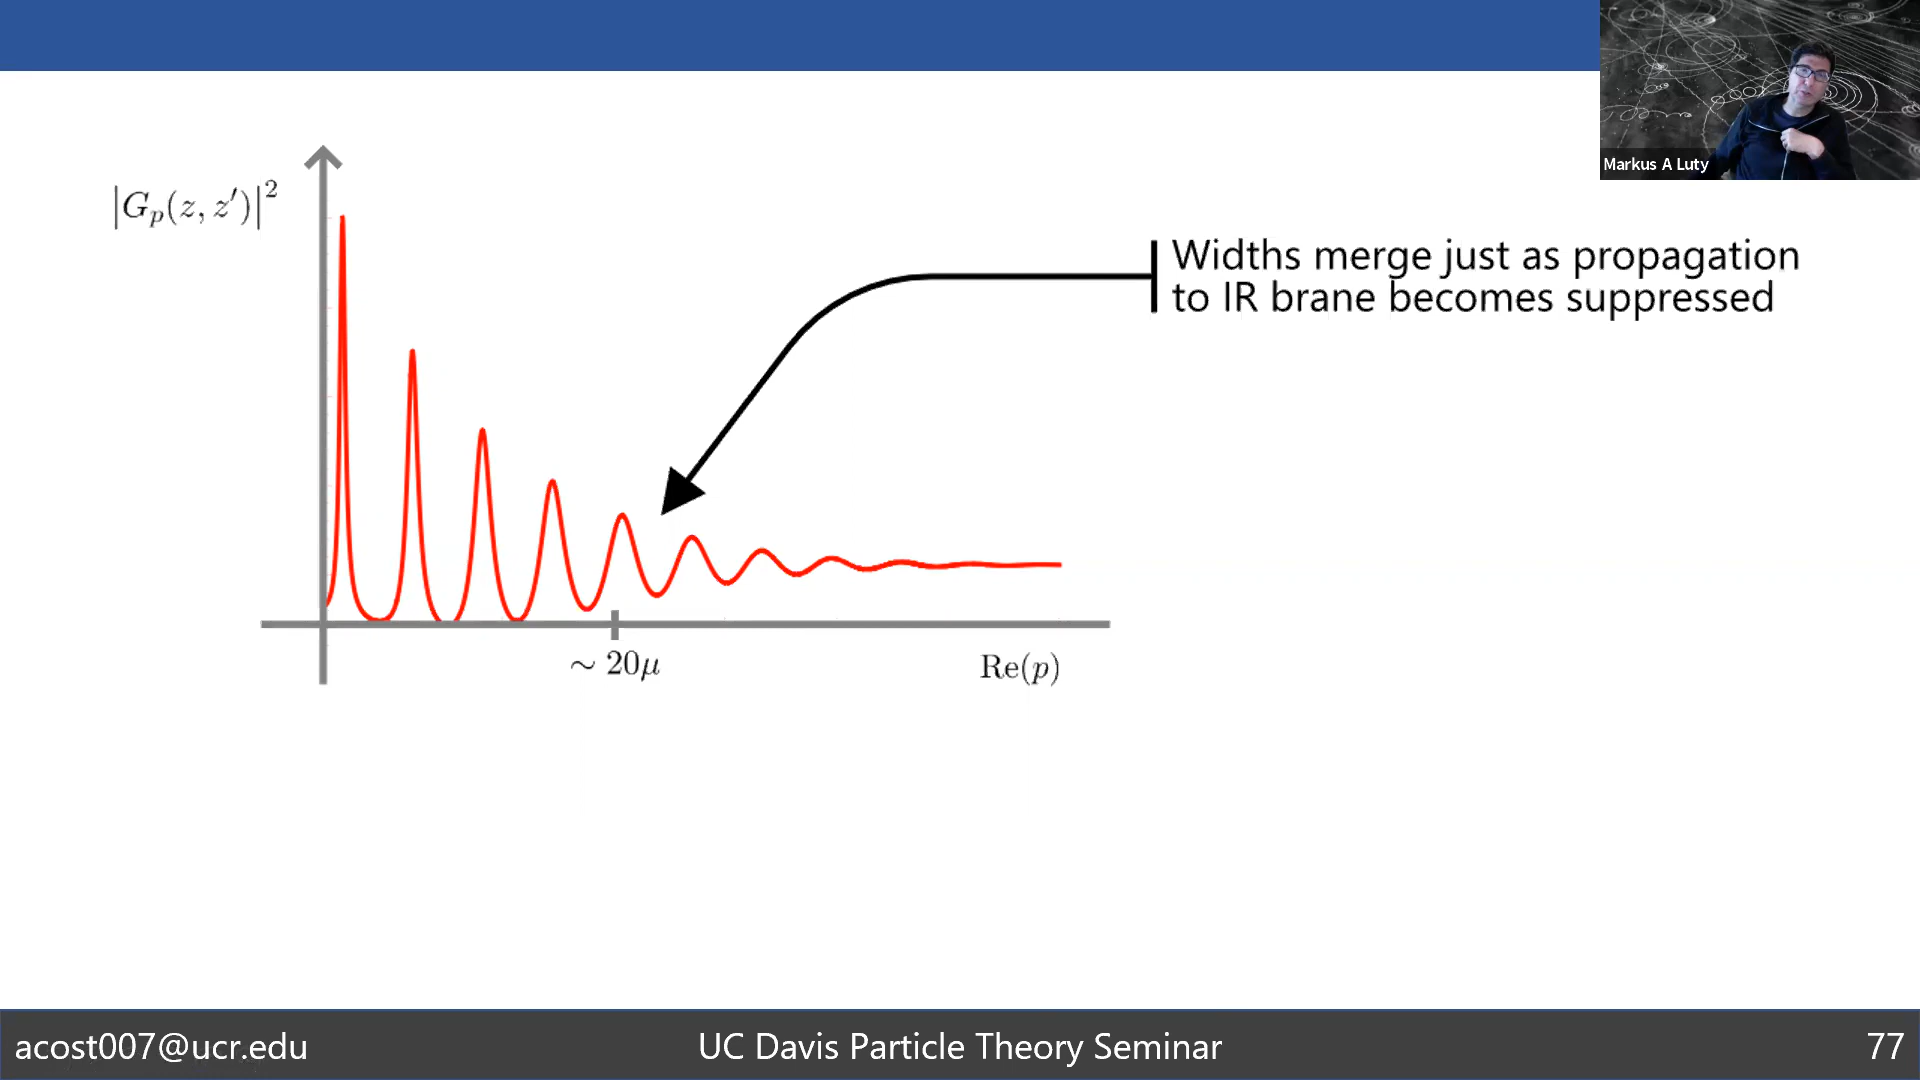 Markus A Luty
|G_p(z, z′)|²
Widths merge just as propagation
to IR brane becomes suppressed
∼ 20μ
Re(p)
acost007@ucr.edu
UC Davis Particle Theory Seminar
77